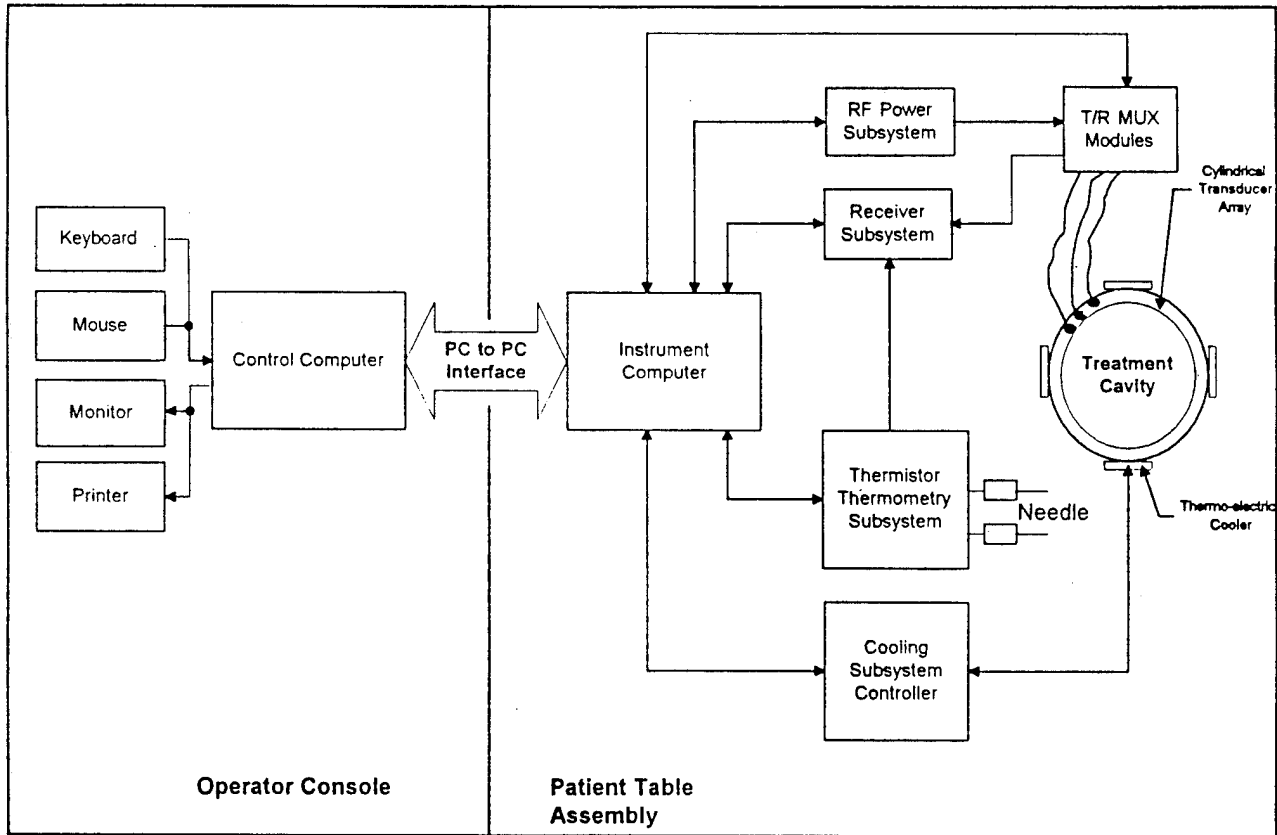 Keyboard
Mouse
Monitor
Printer
Control Computer
PC to PC
Interface
Instrument
Computer
RF Power
Subsystem
T/R MUX
Modules
Receiver
Subsystem
Cylindrical
Transducer
Array
Treatment
Cavity
Thermistor
Thermometry
Subsystem
Needle
Thermo-electric
Cooler
Cooling
Subsystem
Controller
Operator Console
Patient Table
Assembly